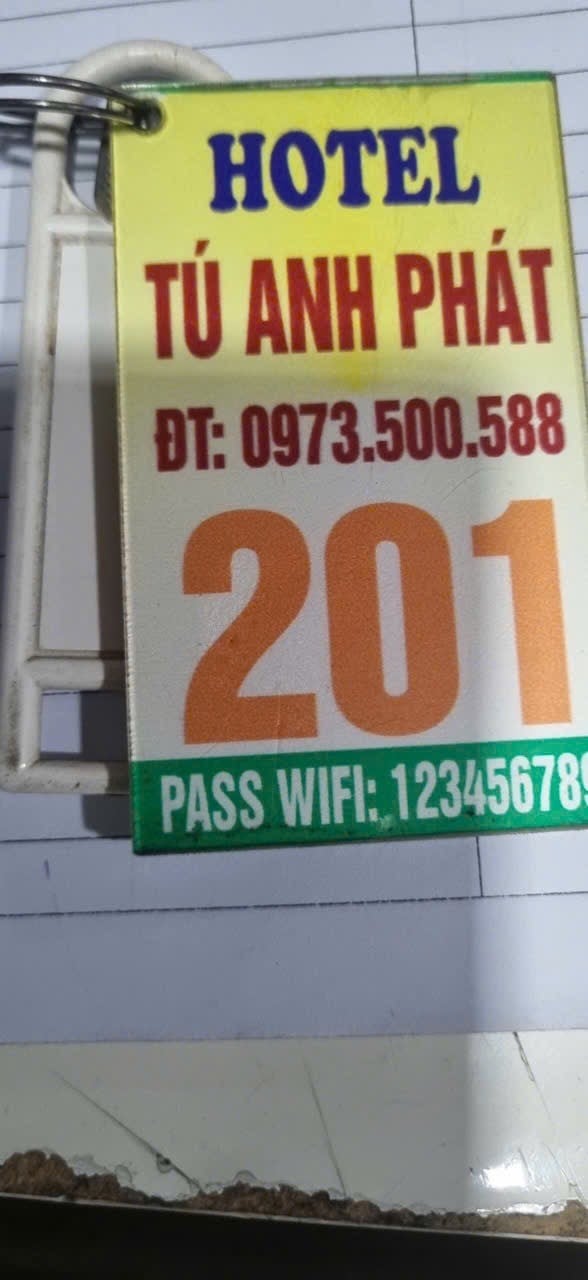 HOTEL
TÚ ANH PHÁT
ĐT: 0973.500.588
201
PASS WIFI: 123456789